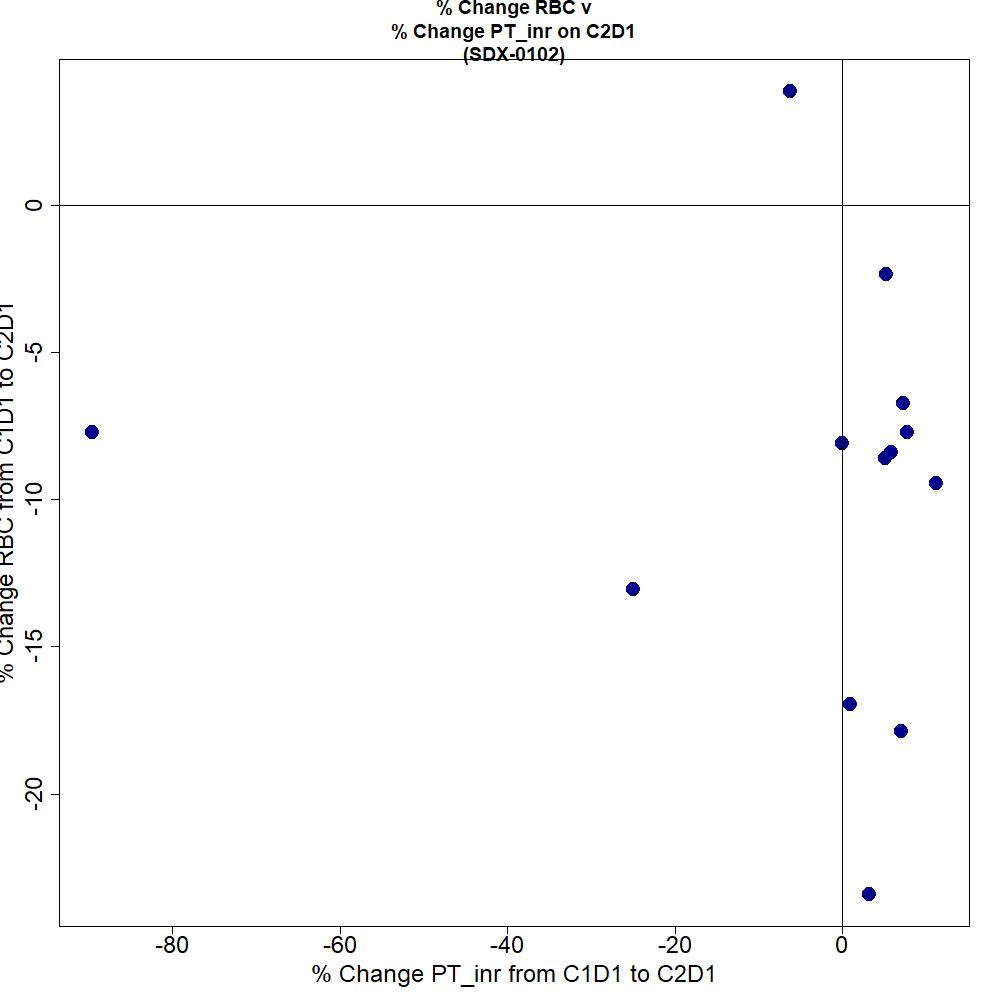 % Change RBC v
% Change PT_inr on C2D1
(SDX-0102)
% Change RBC from C1D1 to C2D1
0
-5
-10
-15
-20
-80
-60
-40
-20
0
% Change PT_inr from C1D1 to C2D1